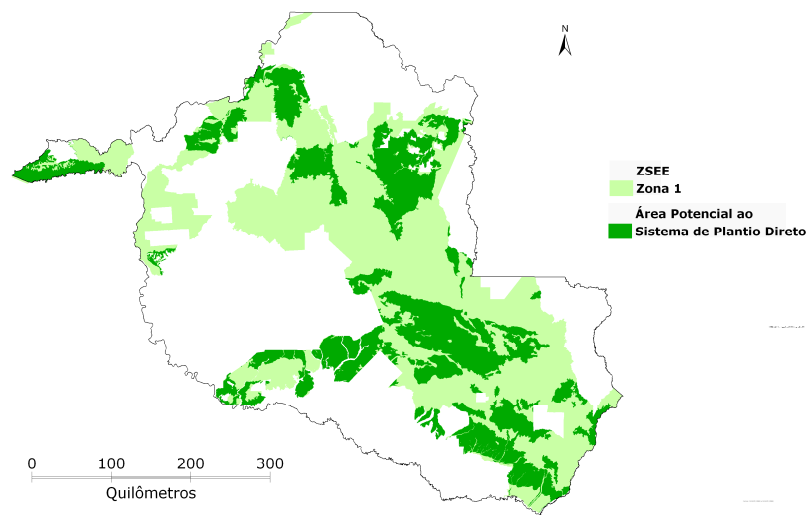 N
ZSEE
Zona 1
Área Potencial ao
Sistema de Plantio Direto
0 100 200 300
Quilômetros